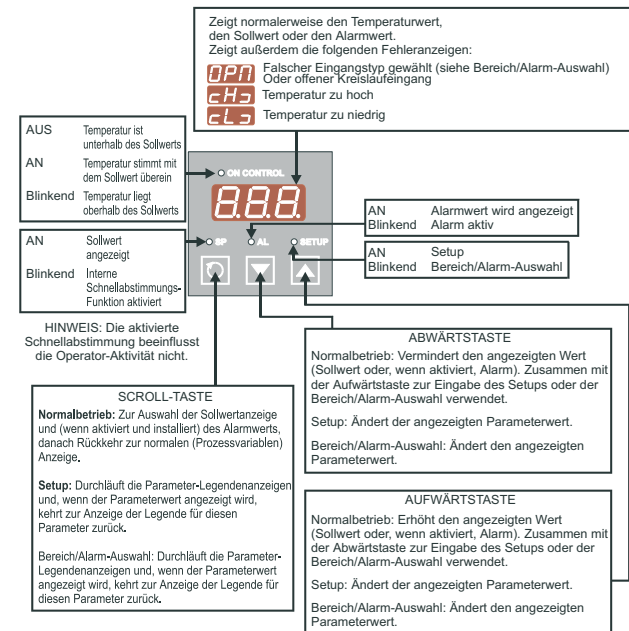 Zeigt normalerweise den Temperaturwert,
den Sollwert oder den Alarmwert.
Zeigt außerdem die folgenden Fehleranzeigen:
OPN Falscher Eingangstyp gewählt (siehe Bereich/Alarm-Auswahl)
Oder offener Kreislaufeingang
cHJ Temperatur zu hoch
cLJ Temperatur zu niedrig
AUS Temperatur ist
unterhalb des Sollwerts
AN Temperatur stimmt mit
dem Sollwert überein
Blinkend Temperatur liegt
oberhalb des Sollwerts
ON CONTROL
8.8.8.
SP AL SETUP
AN Alarmwert wird angezeigt
Blinkend Alarm aktiv
AN Setup
Blinkend Bereich/Alarm-Auswahl
AN Sollwert
angezeigt
Blinkend Interne
Schnellabstimmungs-
Funktion aktiviert
HINWEIS: Die aktivierte
Schnellabstimmung beeinflusst
die Operator-Aktivität nicht.
SCROLL-TASTE
Normalbetrieb: Zur Auswahl der Sollwertanzeige
und (wenn aktiviert und installiert) des Alarmwerts,
danach Rückkehr zur normalen (Prozessvariablen)
Anzeige.
Setup: Durchläuft die Parameter-Legendenanzeigen
und, wenn der Parameterwert angezeigt wird,
kehrt zur Anzeige der Legende für diesen
Parameter zurück.
Bereich/Alarm-Auswahl: Durchläuft die Parameter-
Legendenanzeigen und, wenn der Parameterwert
angezeigt wird, kehrt zur Anzeige der Legende für
diesen Parameter zurück.
ABWÄRTSTASTE
Normalbetrieb: Vermindert den angezeigten Wert
(Sollwert oder, wenn aktiviert, Alarm). Zusammen mit
der Aufwärtstaste zur Eingabe des Setups oder der
Bereich/Alarm-Auswahl verwendet.
Setup: Ändert der angezeigten Parameterwert.
Bereich/Alarm-Auswahl: Ändert den angezeigten
Parameterwert.
AUFWÄRTSTASTE
Normalbetrieb: Erhöht den angezeigten Wert
(Sollwert oder, wenn aktiviert, Alarm). Zusammen mit
der Abwärtstaste zur Eingabe des Setups oder der
Bereich/Alarm-Auswahl verwendet.
Setup: Ändert der angezeigten Parameterwert.
Bereich/Alarm-Auswahl: Ändert den angezeigten
Parameterwert.